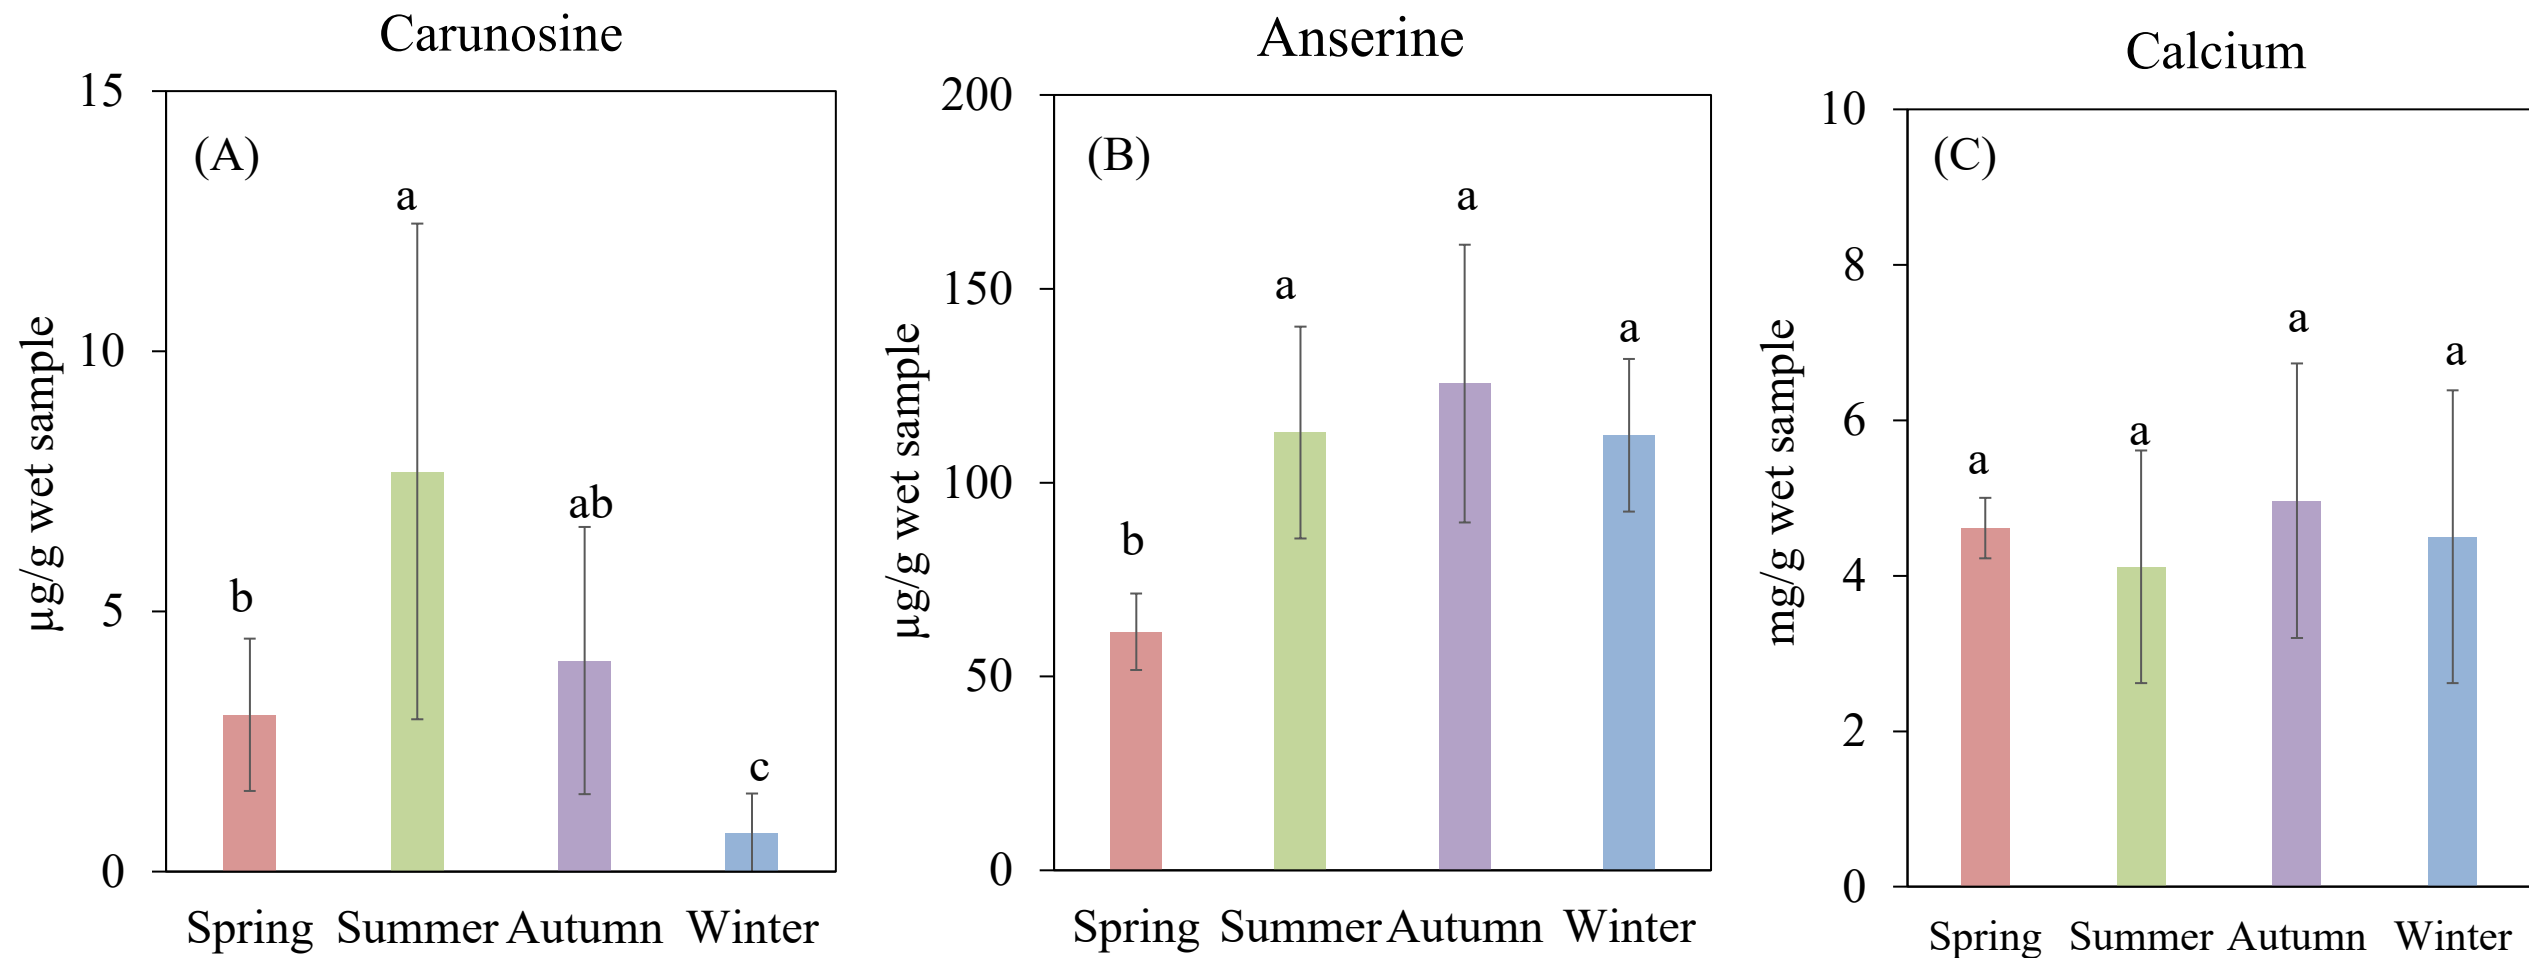 Carunosine
15
10
5
0
µg/g wet sample
(A)
b
a
ab
c
Spring Summer Autumn Winter
Anserine
200
150
100
50
0
µg/g wet sample
(B)
b
a
a
a
Spring Summer Autumn Winter
Calcium
10
8
6
4
2
0
mg/g wet sample
(C)
a
a
a
a
Spring Summer Autumn Winter